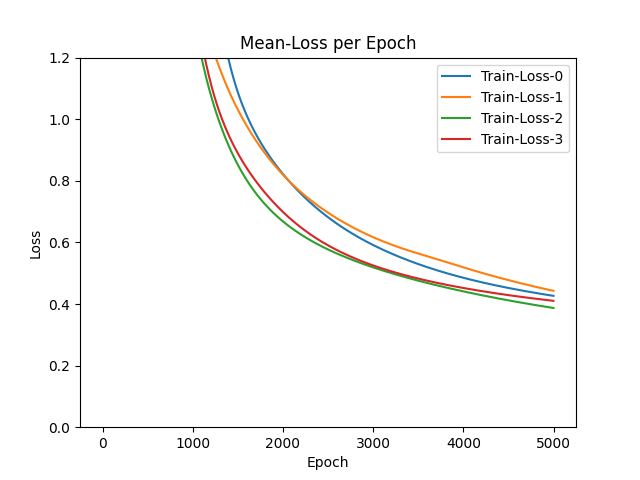 Mean-Loss per Epoch
1.2
1.0
0.8
0.6
0.4
0.2
0.0
Loss
Train-Loss-0
Train-Loss-1
Train-Loss-2
Train-Loss-3
0 1000 2000 3000 4000 5000
Epoch